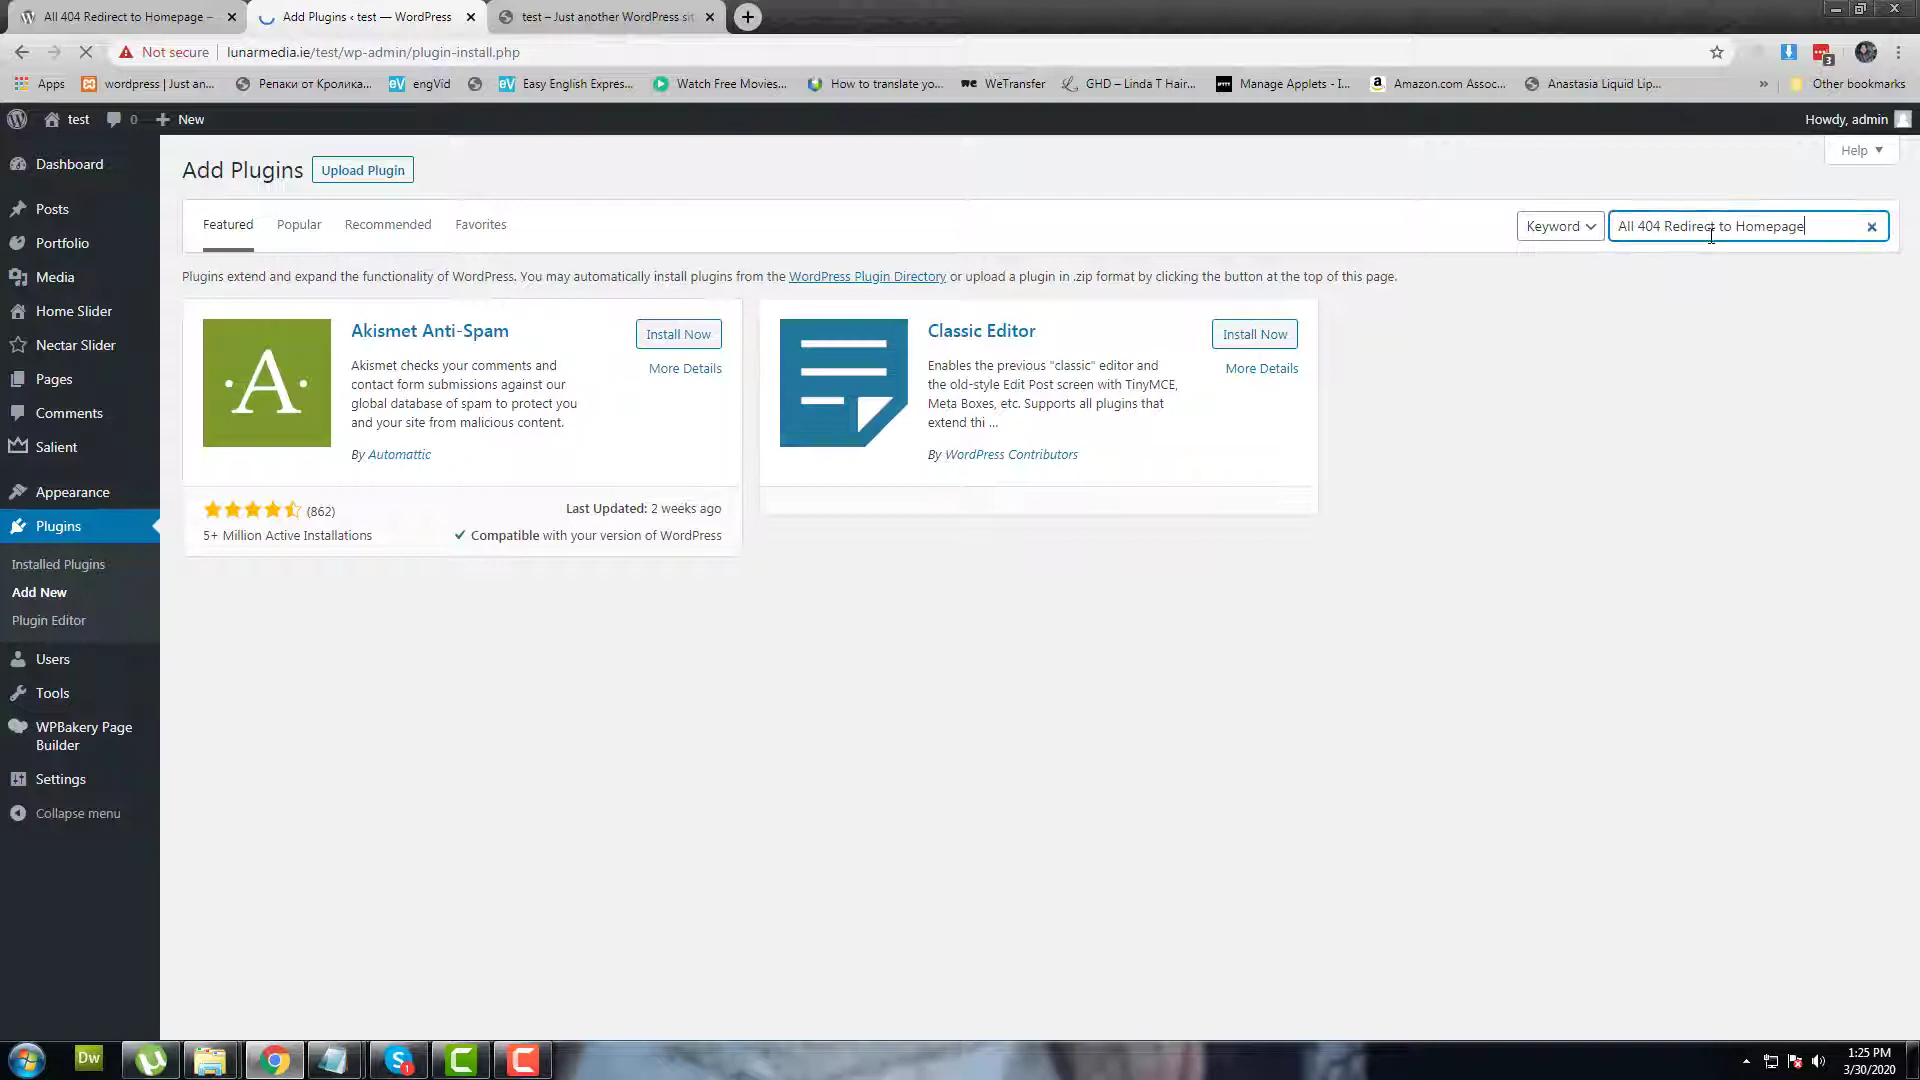 All 404 Redirect to Homepage –
Add Plugins ‹ test — WordPress
test – Just another WordPress sit
Not secure
lunarmedia.ie/test/wp-admin/plugin-install.php
3
Apps
wordpress | Just an...
Репаки от Кролика...
eV engVid
eV Easy English Expres...
Watch Free Movies...
How to translate yo...
we WeTransfer
GHD – Linda T Hair...
IFTTT Manage Applets - I...
a Amazon.com Assoc...
Anastasia Liquid Lip...
»
Other bookmarks
test
0
New
Howdy, admin
Dashboard
Posts
Portfolio
Media
Home Slider
Nectar Slider
Pages
Comments
Salient
Appearance
Plugins
Installed Plugins
Add New
Plugin Editor
Users
Tools
WPBakery Page
Builder
Settings
Collapse menu
Help
Add Plugins
Upload Plugin
Featured
Popular
Recommended
Favorites
Keyword
All 404 Redirect to Homepage
Plugins extend and expand the functionality of WordPress. You may automatically install plugins from the WordPress Plugin Directory or upload a plugin in .zip format by clicking the button at the top of this page.
A
Akismet Anti-Spam
Install Now
More Details
Akismet checks your comments and
contact form submissions against our
global database of spam to protect you
and your site from malicious content.
By Automattic
(862)
Last Updated: 2 weeks ago
5+ Million Active Installations
Compatible with your version of WordPress
Classic Editor
Install Now
More Details
Enables the previous "classic" editor and
the old-style Edit Post screen with TinyMCE,
Meta Boxes, etc. Supports all plugins that
extend thi ...
By WordPress Contributors
Dw
1:25 PM
3/30/2020